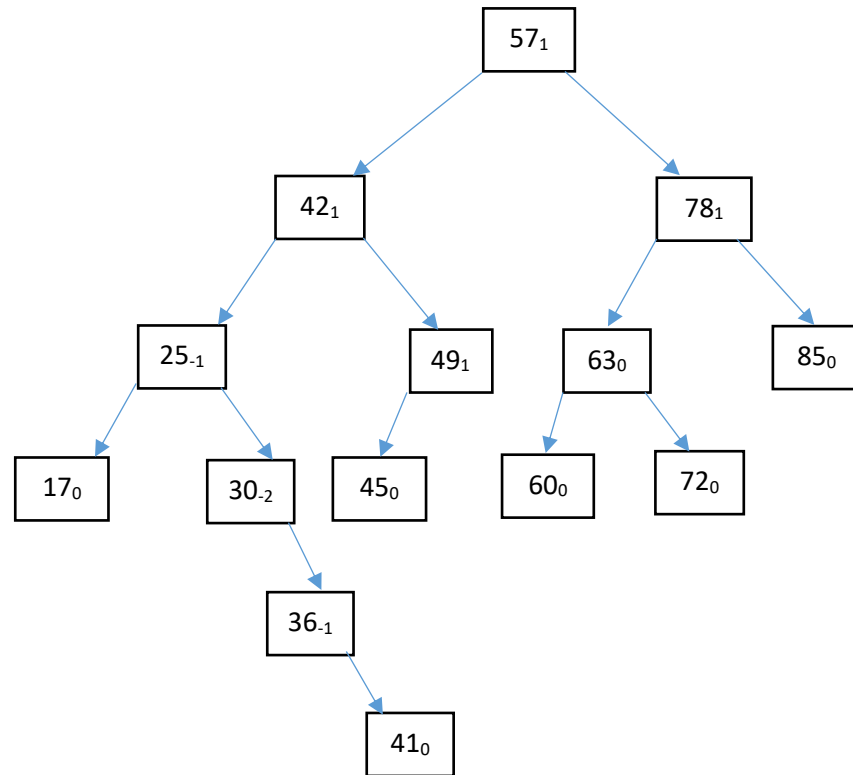 57₁
42₁ 78₁
25₋₁ 49₁ 63₀ 85₀
17₀ 30₋₂ 45₀ 60₀ 72₀
36₋₁
41₀